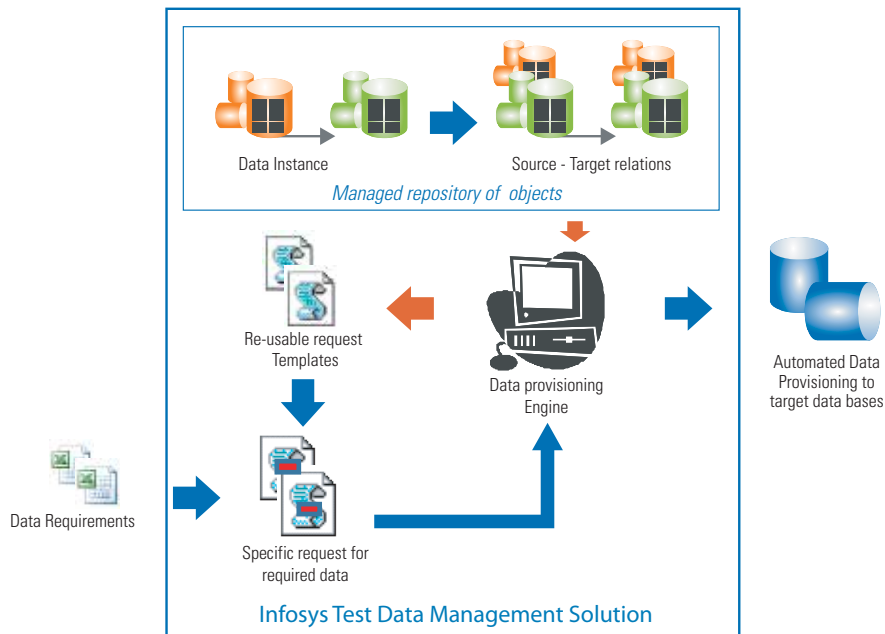 Data Instance
Source - Target relations
Managed repository of objects
Re-usable request
Templates
Data provisioning
Engine
Automated Data
Provisioning to
target data bases
Data Requirements
Specific request for
required data
Infosys Test Data Management Solution